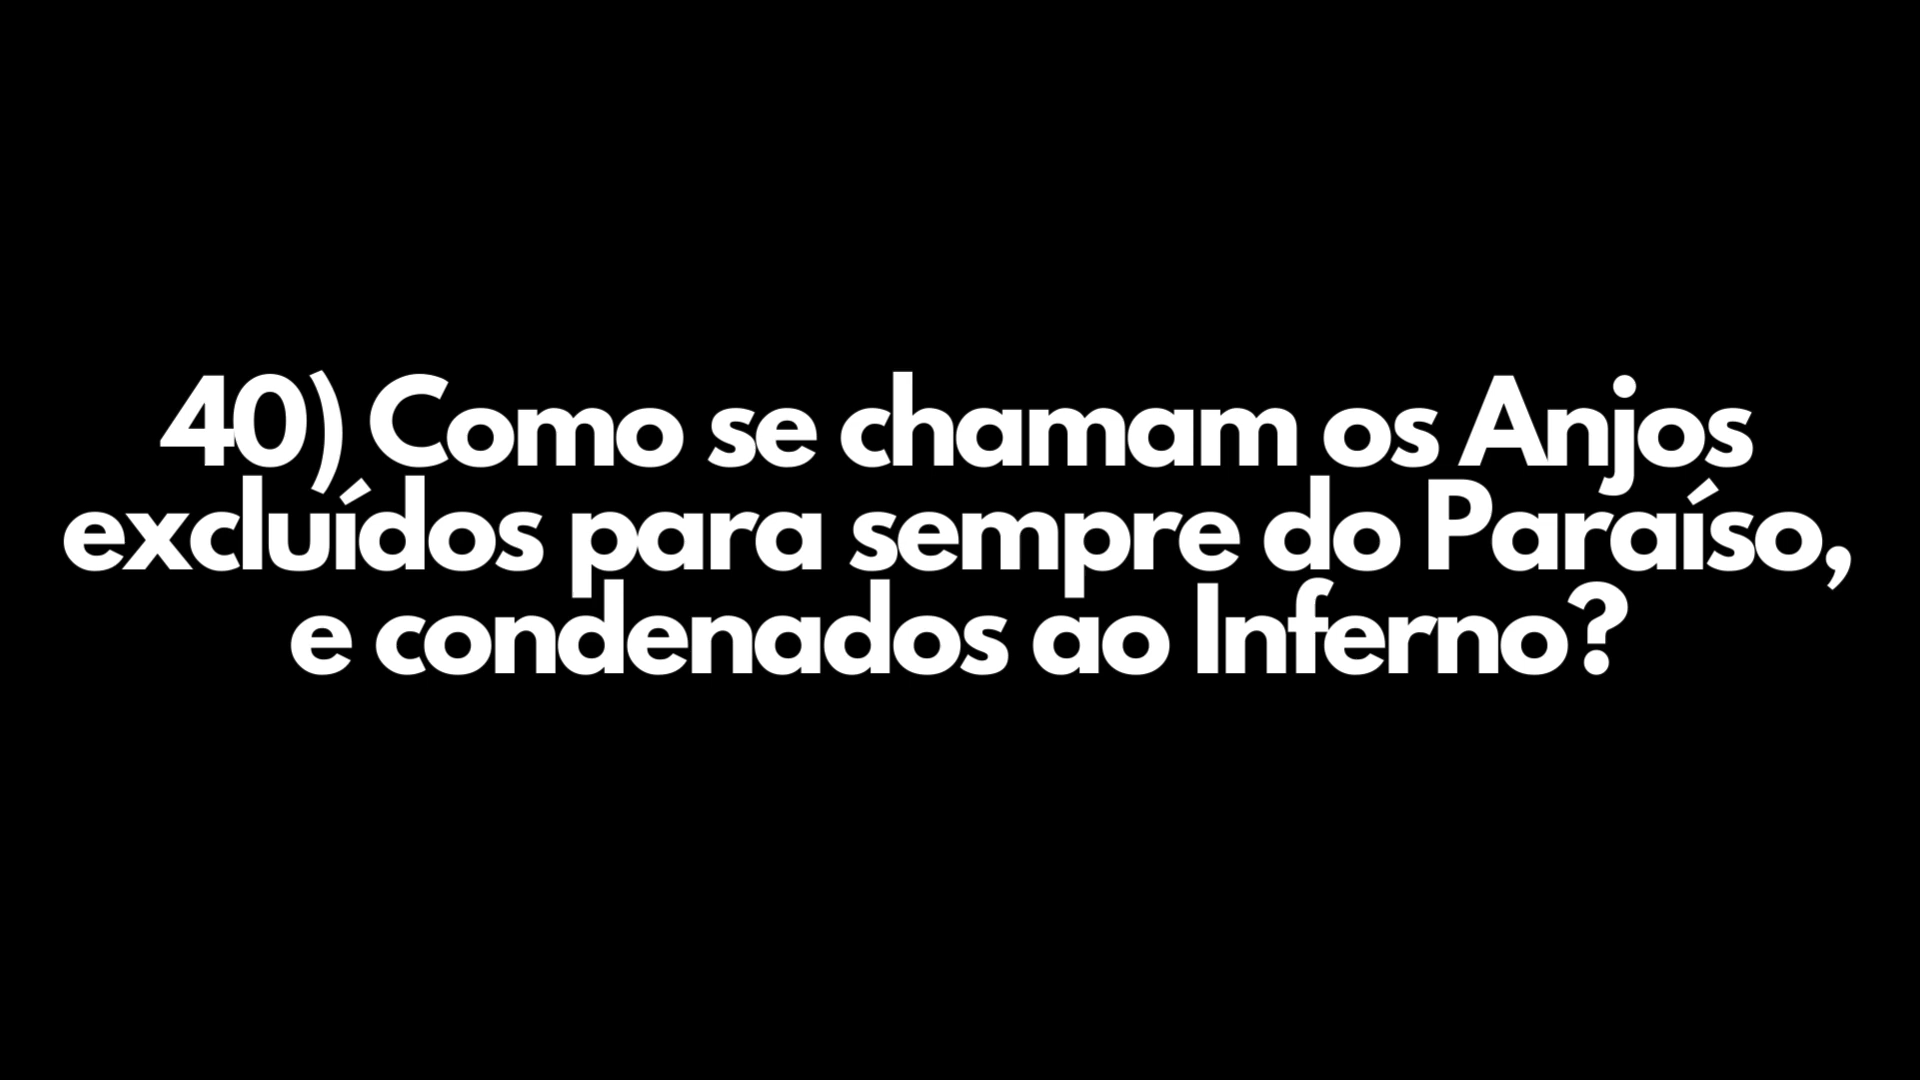 40) Como se chamam os Anjos
excluídos para sempre do Paraíso,
e condenados ao Inferno?